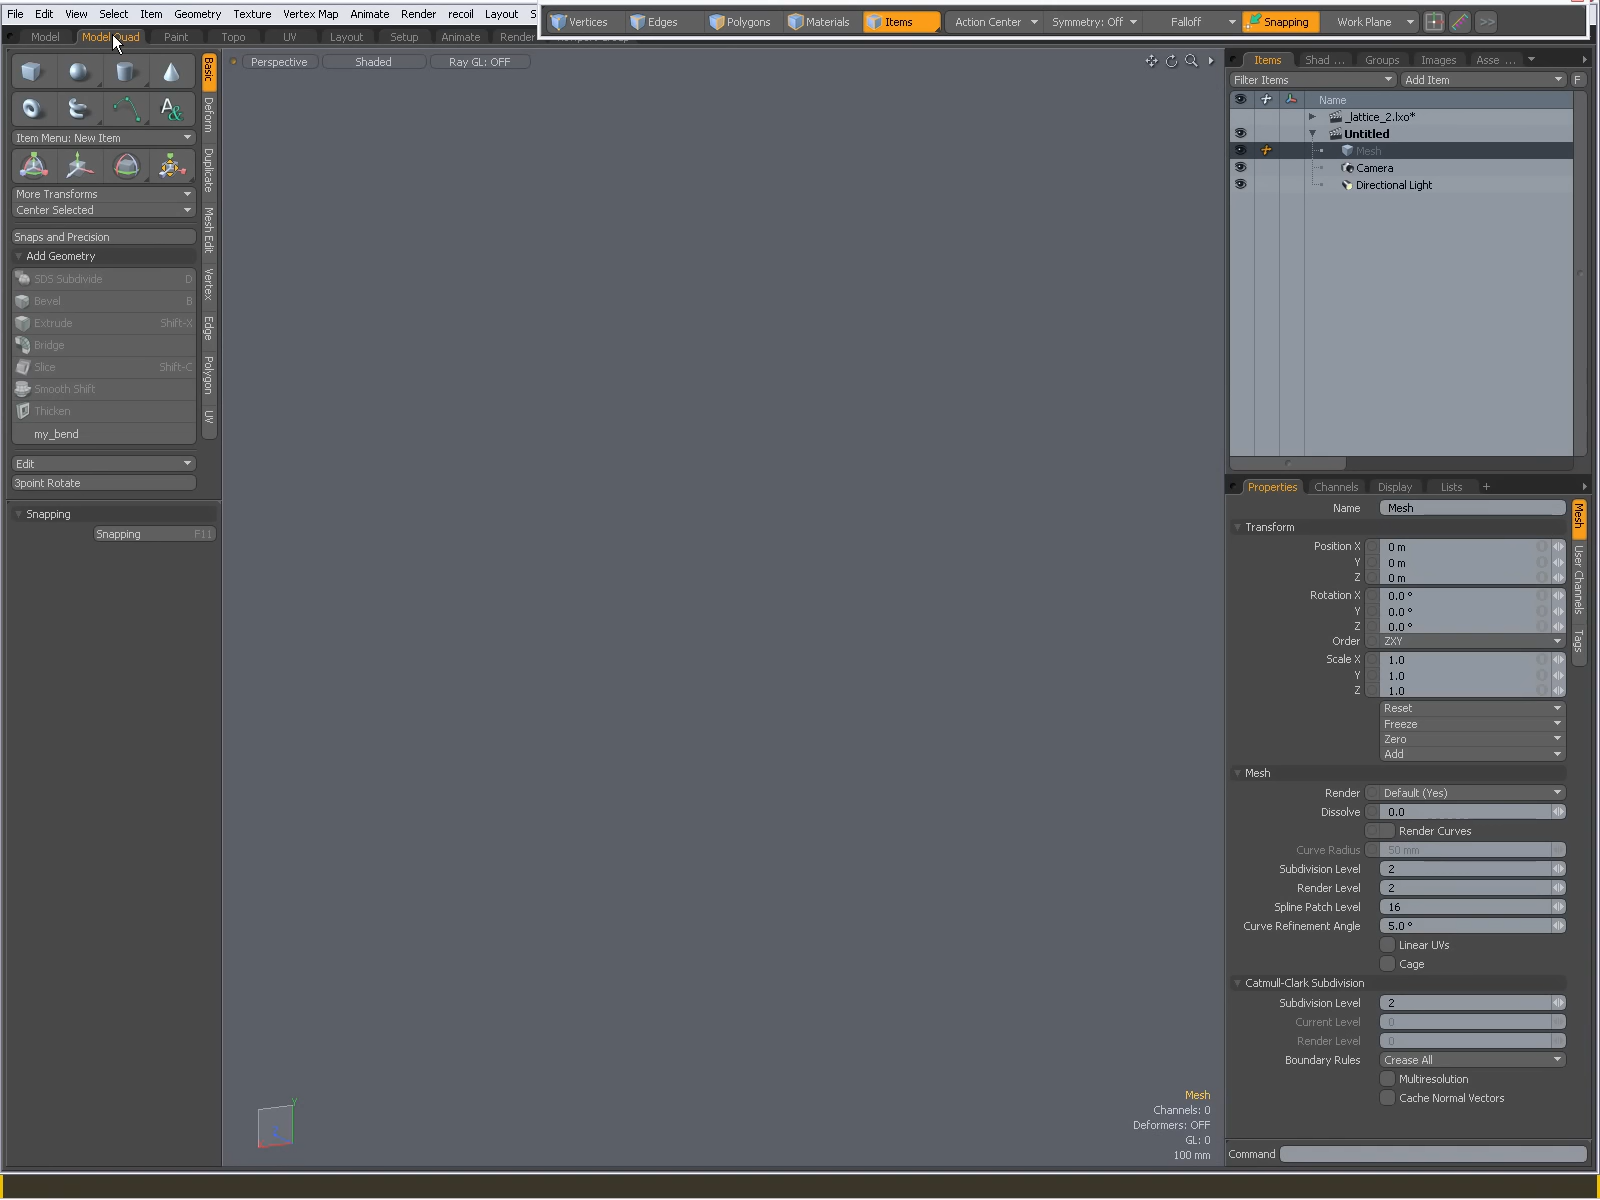 File Edit View Select Item Geometry Texture Vertex Map Animate Render recoil Layout
Vertices Edges Polygons Materials Items Action Center Symmetry: Off Falloff Snapping Work Plane >>
Model Model Quad Paint Topo UV Layout Setup Animate Render
Perspective Shaded Ray GL: OFF
Basic
Deform
Duplicate
Mesh Edit
Vertex
Edge
Polygon
UV
Item Menu: New Item
More Transforms
Center Selected
Snaps and Precision
Add Geometry
SDS Subdivide D
Bevel B
Extrude Shift-X
Bridge
Slice Shift-C
Smooth Shift
Thicken
my_bend
Edit
3point Rotate
Snapping
Snapping F11
Y
Mesh
Channels: 0
Deformers: OFF
GL: 0
100 mm
Items Shad ... Groups Images Asse ...
Filter Items Add Item F
Name
_lattice_2.lxo*
Untitled
Mesh
Camera
Directional Light
Properties Channels Display Lists +
Mesh
User Channels
Tags
Name Mesh
Transform
Position X 0 m
Y 0 m
Z 0 m
Rotation X 0.0 °
Y 0.0 °
Z 0.0 °
Order ZXY
Scale X 1.0
Y 1.0
Z 1.0
Reset
Freeze
Zero
Add
Mesh
Render Default (Yes)
Dissolve 0.0
Render Curves
Curve Radius 50 mm
Subdivision Level 2
Render Level 2
Spline Patch Level 16
Curve Refinement Angle 5.0 °
Linear UVs
Cage
Catmull-Clark Subdivision
Subdivision Level 2
Current Level 0
Render Level 0
Boundary Rules Crease All
Multiresolution
Cache Normal Vectors
Command